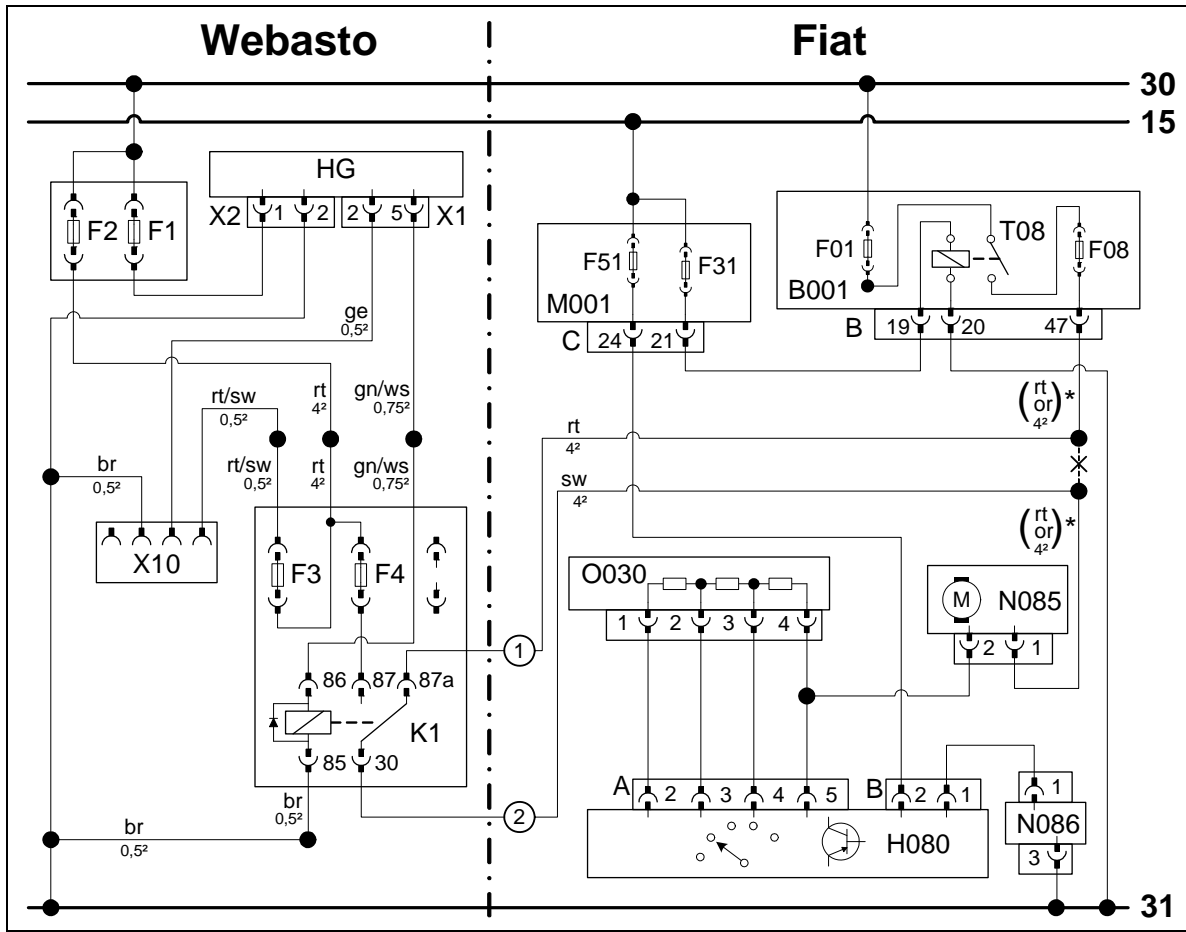 Webasto Fiat
30
15
HG
F2 F1
X2 1 2 2 5 X1
F51 F31
M001
C 24 21
F01 T08 F08
B001
B 19 20 47
ge
0,5²
rt/sw
0,5²
rt
4²
gn/ws
0,75²
(rt or 4²)*
rt
4²
br
0,5²
rt/sw
0,5²
rt
4²
gn/ws
0,75²
sw
4²
(rt or 4²)*
X10
F3 F4
O030
1 2 3 4
M N085
2 1
1
86 87 87a
K1
85 30
A 2 3 4 5 B 2 1
1
N086
3
H080
br
0,5²
2
br
0,5²
31